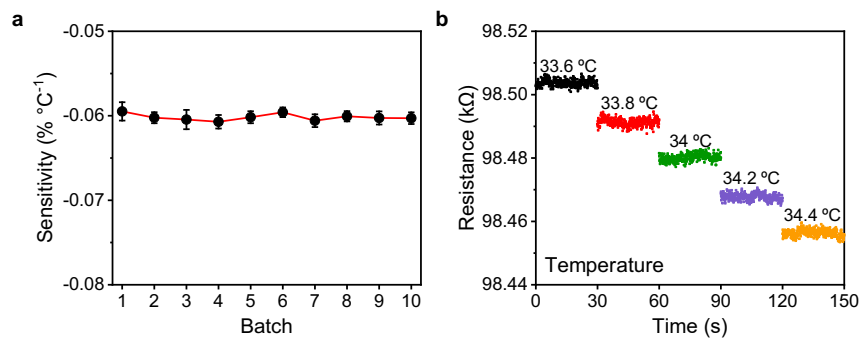 a
-0.05
-0.06
-0.07
-0.08
Sensitivity (% °C⁻¹)
1 2 3 4 5 6 7 8 9 10
Batch
b
98.52
98.50
98.48
98.46
98.44
Resistance (kΩ)
33.6 ºC
33.8 ºC
34 ºC
34.2 ºC
34.4 ºC
Temperature
0 30 60 90 120 150
Time (s)